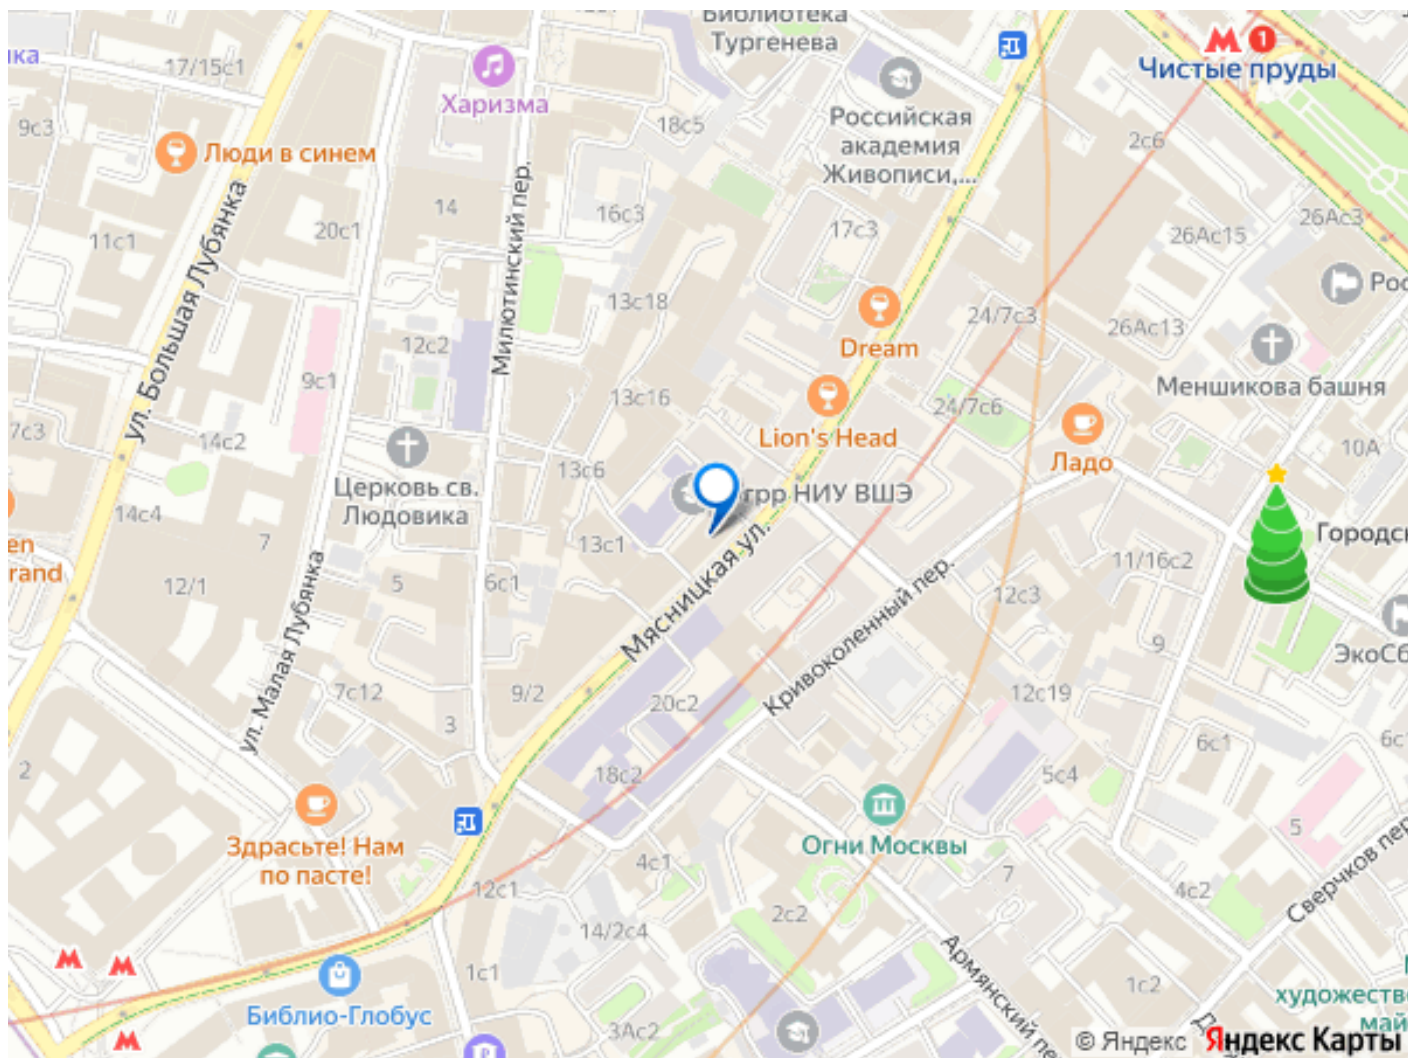 Библиотека
Тургенева
1
Чистые пруды
17/15с1
Харизма
9с3
Люди в синем
18с5
Российская
академия
Живописи,...
2с6
14
16с3
17с3
26Ас3
11с1
20с1
26Ас15
ул. Большая Лубянка
Милютинский пер.
13с18
24/7с3
26Ас13
12с2
Dream
Меншикова башня
9с1
13с16
24/7с6
7с3
14с2
Lion's Head
Ладо
10А
13с6
Церковь св.
Людовика
грр НИУ ВШЭ
14с4
7
13с1
11/16с2
12/1
5
6с1
12с3
ул. Малая Лубянка
Мясницкая ул.
Кривоколенный пер.
9
7с12
9/2
20с2
12с19
3
6с1
2
18с2
5с4
5
Здрасьте! Нам
по пасте!
Огни Москвы
4с1
7
12с1
4с2
Сверчков пер
2с2
14/2с4
Армянский пер.
1с1
1с2
Библио-Глобус
3Ас2
© Яндекс
Яндекс Карты